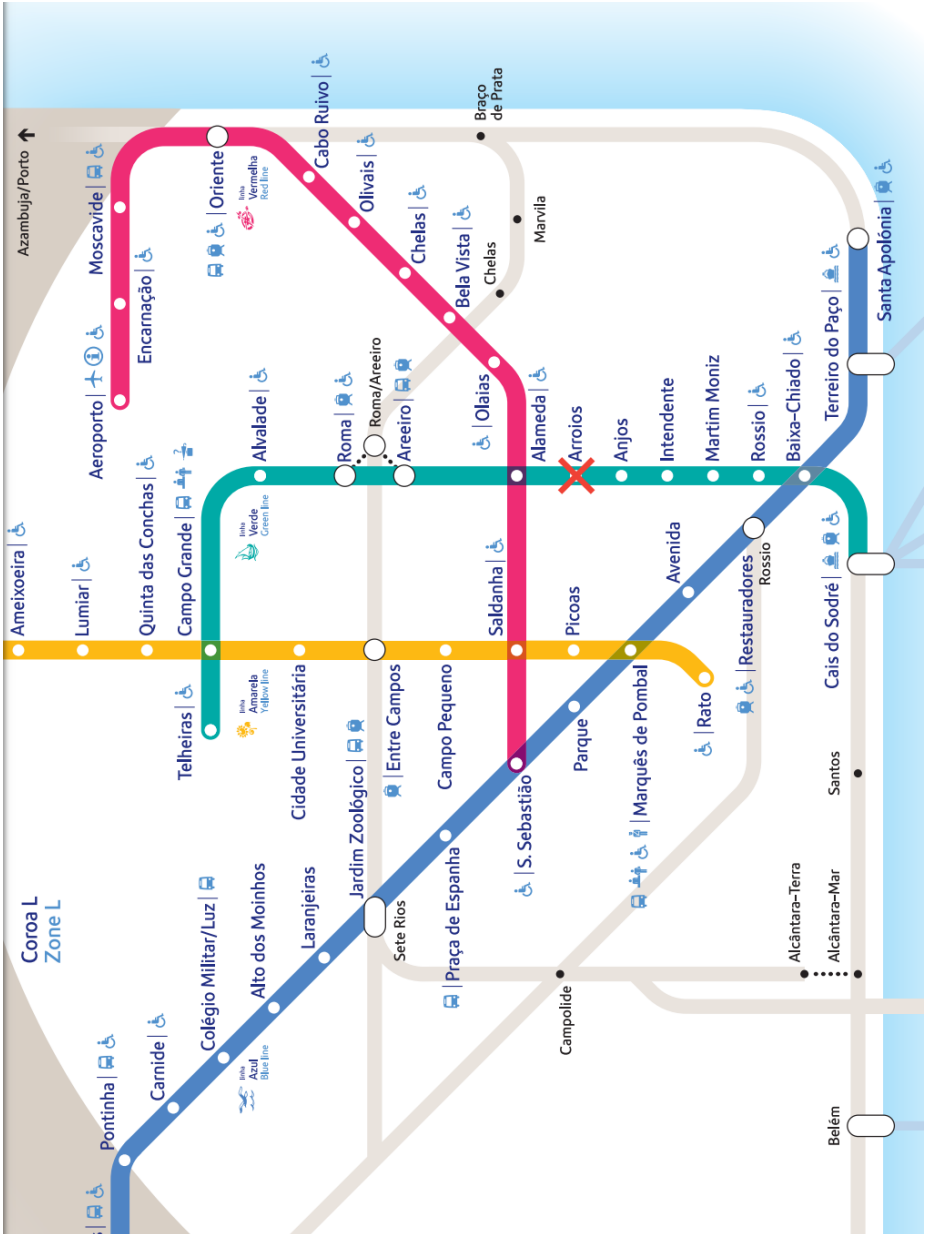 Azambuja/Porto
Moscavide
Aeroporto
Encarnação
Oriente
linha
Vermelha
Red line
Cabo Ruivo
Olivais
Chelas
Bela Vista
Olaias
Braço
de Prata
Marvila
Chelas
Roma/Areeiro
Ameixoeira
Lumiar
Quinta das Conchas
Campo Grande
Telheiras
Alvalade
linha
Verde
Green line
Roma
Areeiro
Alameda
Arroios
Anjos
Intendente
Martim Moniz
Rossio
Baixa-Chiado
Terreiro do Paço
Santa Apolónia
Cais do Sodré
linha
Amarela
Yellow line
Cidade Universitária
Entre Campos
Campo Pequeno
Saldanha
Picoas
Marquês de Pombal
Rato
Avenida
Restauradores
Rossio
Parque
S. Sebastião
Praça de Espanha
Jardim Zoológico
Sete Rios
Laranjeiras
Alto dos Moinhos
Colégio Militar/Luz
Carnide
Pontinha
linha
Azul
Blue line
Coroa L
Zone L
Campolide
Alcântara-Terra
Alcântara-Mar
Santos
Belém